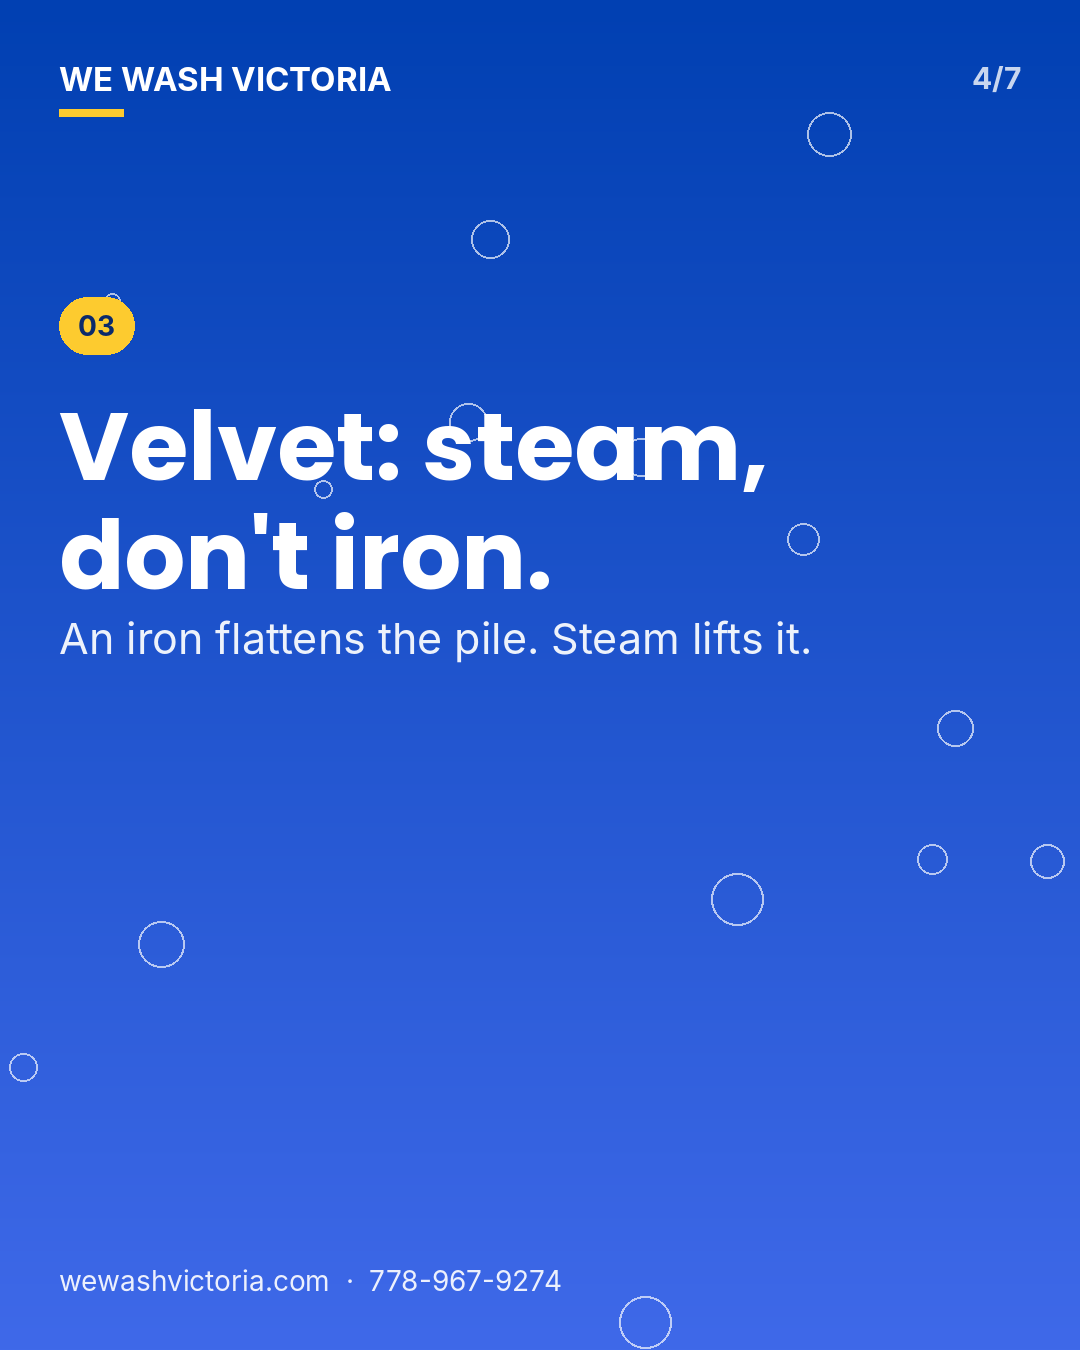 WE WASH VICTORIA
4/7
03
Velvet: steam,
don't iron.
An iron flattens the pile. Steam lifts it.
wewashvictoria.com · 778-967-9274